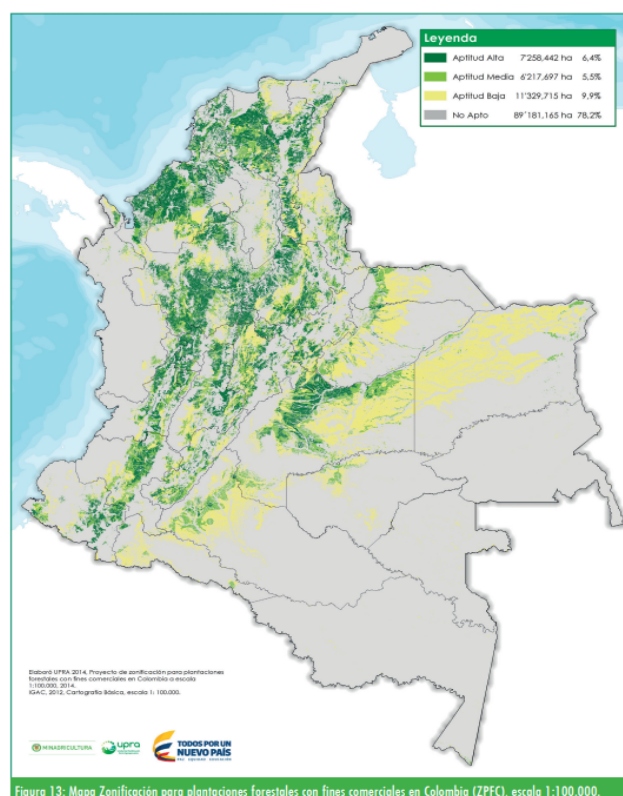 Leyenda
Aptitud Alta 7'258,442 ha 6,4%
Aptitud Media 6'217,697 ha 5,5%
Aptitud Baja 11'329,715 ha 9,9%
No Apto 89'181,165 ha 78,2%
Elaboró UPRA 2014, Proyecto de zonificación para plantaciones
forestales con fines comerciales en Colombia a escala
1:100.000, 2014.
IGAC, 2012, Cartografía Básica, escala 1: 100.000.
MINAGRICULTURA
upra
TODOS POR UN
NUEVO PAÍS
PAZ EQUIDAD EDUCACIÓN
Figura 13: Mapa Zonificación para plantaciones forestales con fines comerciales en Colombia (ZPFC), escala 1:100.000.